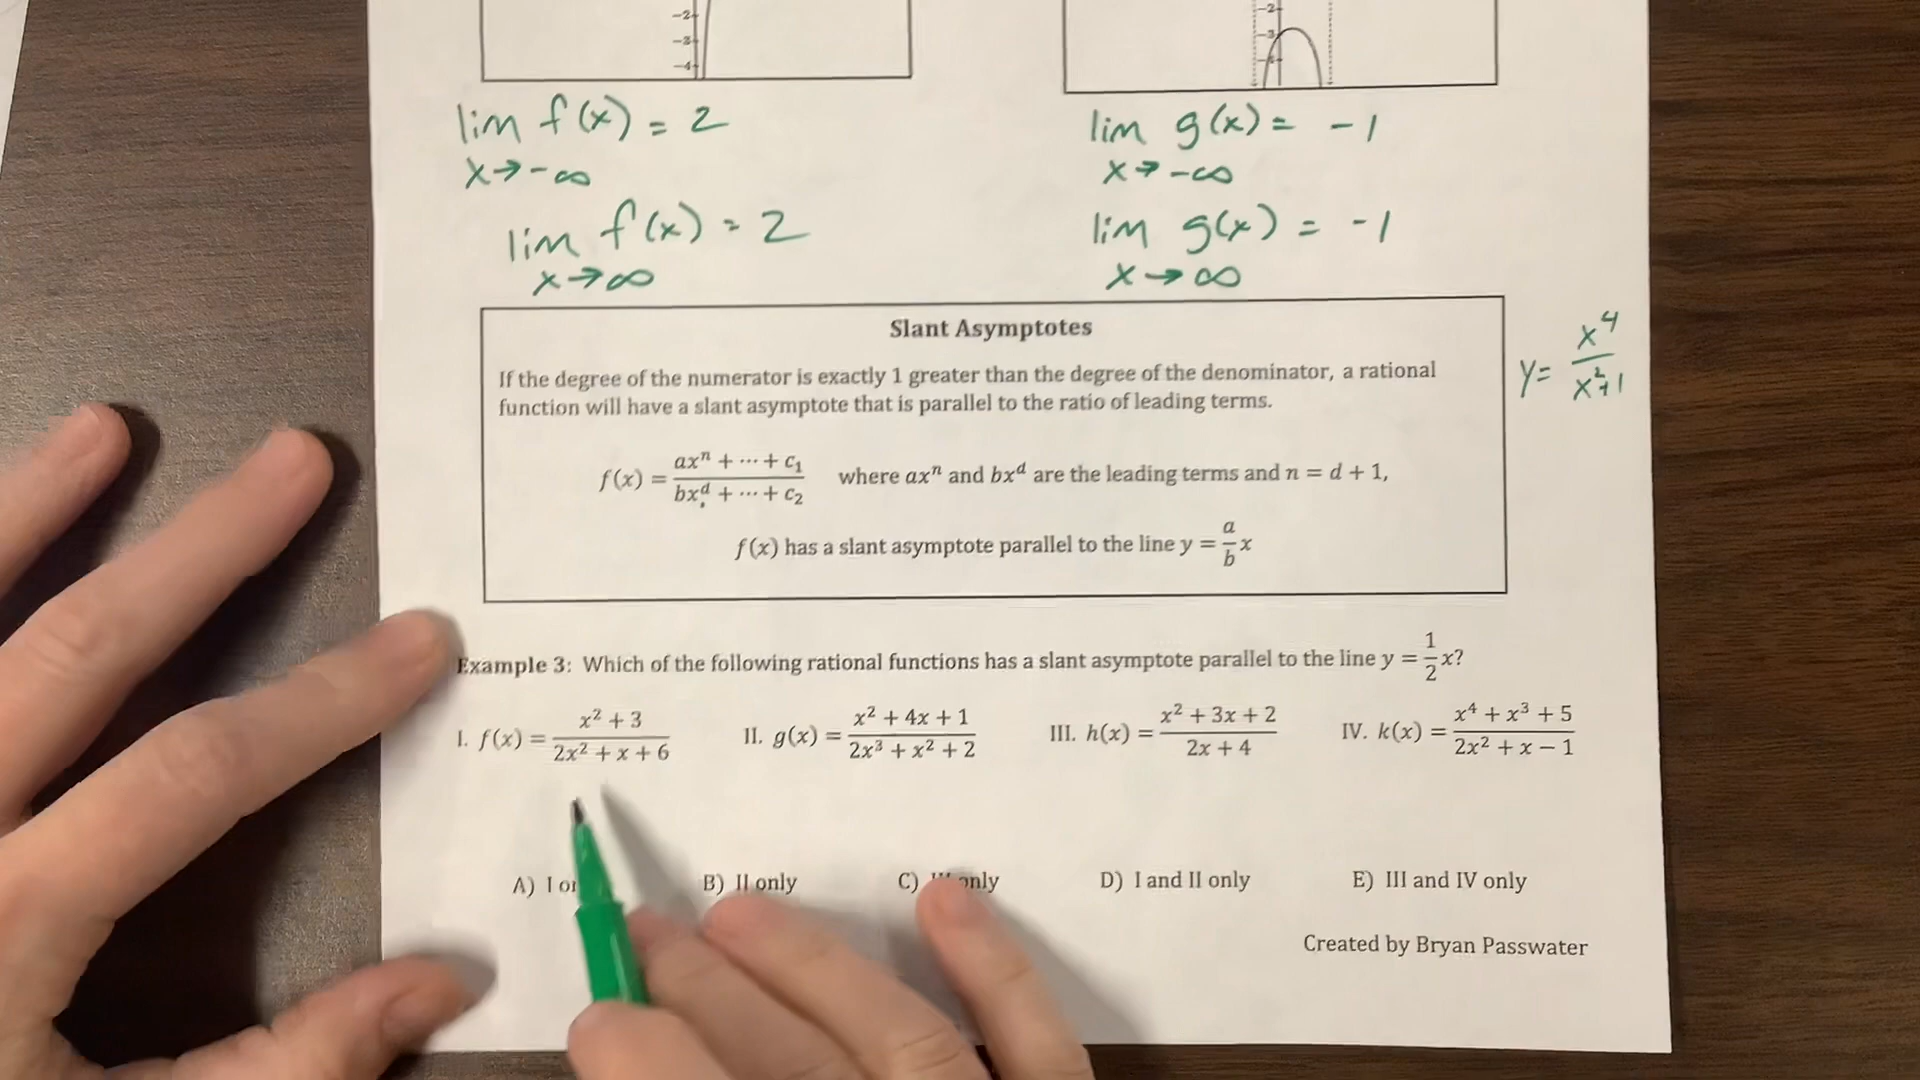 -2
-3
-4
-2
-3
lim f(x) = 2
x→-∞
lim f(x) = 2
x→∞
lim g(x) = -1
x→-∞
lim g(x) = -1
x→∞
Slant Asymptotes
If the degree of the numerator is exactly 1 greater than the degree of the denominator, a rational
function will have a slant asymptote that is parallel to the ratio of leading terms.
f(x) = (axⁿ + ⋯ + c₁)/(bxᵈ + ⋯ + c₂) where axⁿ and bxᵈ are the leading terms and n = d + 1,
f(x) has a slant asymptote parallel to the line y = a/b x
y = x⁴/(x²+1)
Example 3: Which of the following rational functions has a slant asymptote parallel to the line y = 1/2 x?
I. f(x) = (x² + 3)/(2x² + x + 6) II. g(x) = (x² + 4x + 1)/(2x³ + x² + 2) III. h(x) = (x² + 3x + 2)/(2x + 4) IV. k(x) = (x⁴ + x³ + 5)/(2x² + x − 1)
A) I B) II only C) only D) I and II only E) III and IV only
Created by Bryan Passwater